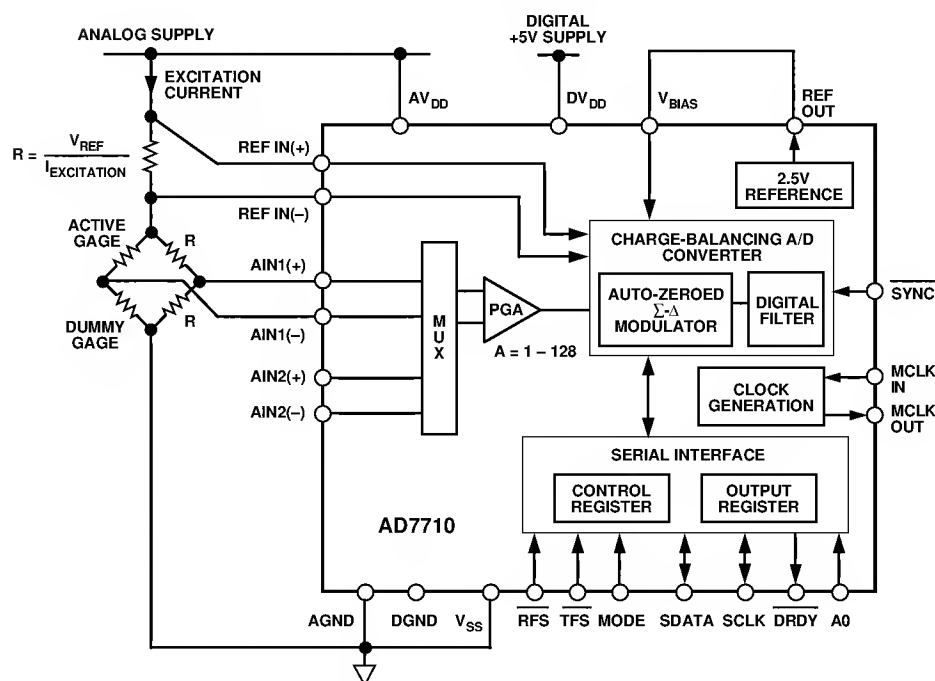 ANALOG SUPPLY
DIGITAL
+5V SUPPLY
EXCITATION
CURRENT
AVDD
DVDD
VBIAS
REF
OUT
R = VREF
IEXCITATION
REF IN(+)
2.5V
REFERENCE
REF IN(–)
ACTIVE
GAGE
R
CHARGE-BALANCING A/D
CONVERTER
AIN1(+)
AUTO-ZEROED
Σ-Δ
MODULATOR
DIGITAL
FILTER
SYNC
MUX
PGA
DUMMY
GAGE
R
AIN1(–)
A = 1 – 128
AIN2(+)
AIN2(–)
CLOCK
GENERATION
MCLK
IN
MCLK
OUT
SERIAL INTERFACE
CONTROL
REGISTER
OUTPUT
REGISTER
AD7710
AGND
DGND
VSS
RFS
TFS
MODE
SDATA
SCLK
DRDY
A0